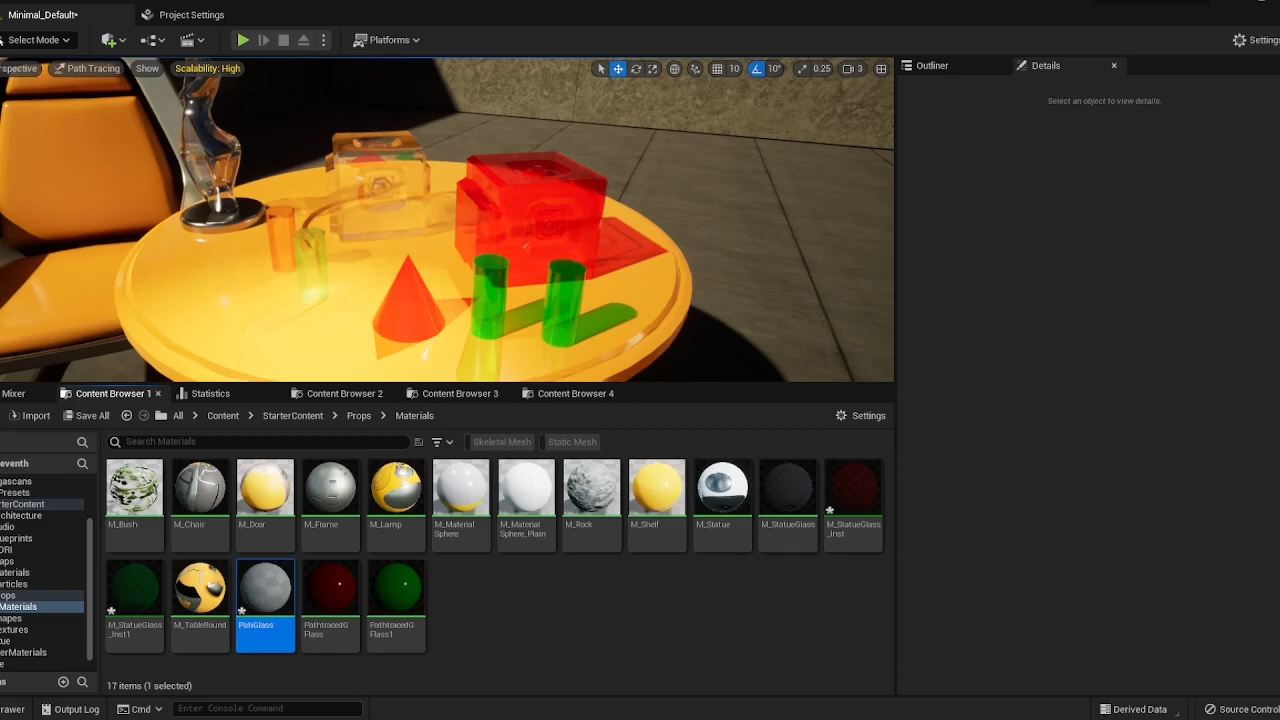 Minimal_Default•
Project Settings
Select Mode
Platforms
Settings
spective
Path Tracing
Show
Scalability: High
10
10°
0.25
3
Outliner
Details
Select an object to view details.
Mixer
Content Browser 1
Statistics
Content Browser 2
Content Browser 3
Content Browser 4
Import
Save All
All
Content
StarterContent
Props
Materials
Settings
Search Materials
Skeletal Mesh
Static Mesh
eventh
gascans
Presets
rterContent
rchitecture
udio
ueprints
DRI
aps
aterials
articles
ops
Materials
hapes
extures
tue
erMaterials
e
ns
M_Bush
M_Chair
M_Door
M_Frame
M_Lamp
M_Material
Sphere
M_Material
Sphere_Plain
M_Rock
M_Shelf
M_Statue
M_StatueGlass
M_StatueGlass
_Inst
M_StatueGlass
_Inst1
M_TableRound
PahGlass
PathtracedG
Flass
PathtracedG
Flass1
17 items (1 selected)
rawer
Output Log
Cmd
Enter Console Command
Derived Data
Source Contro